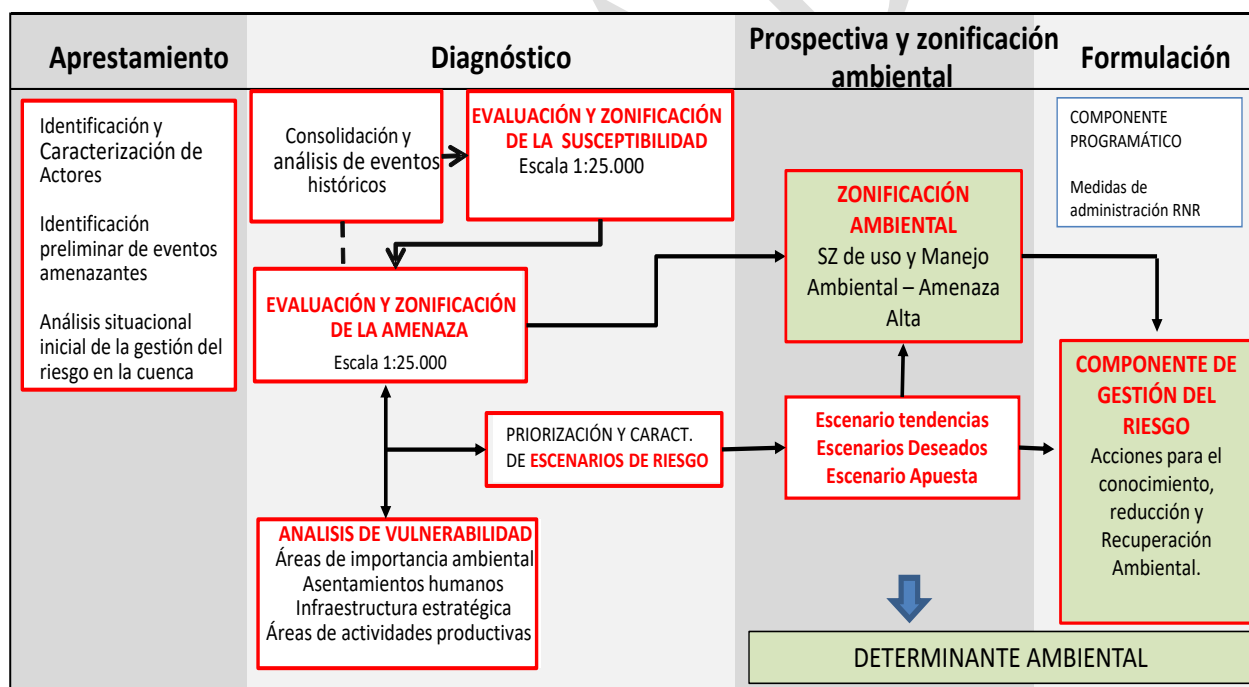 Aprestamiento
Diagnóstico
Prospectiva y zonificación
ambiental
Formulación
Identificación y
Caracterización de
Actores
Identificación
preliminar de eventos
amenazantes
Análisis situacional
inicial de la gestión del
riesgo en la cuenca
Consolidación y
análisis de eventos
históricos
EVALUACIÓN Y ZONIFICACIÓN
DE LA SUSCEPTIBILIDAD
Escala 1:25.000
EVALUACIÓN Y ZONIFICACIÓN
DE LA AMENAZA
Escala 1:25.000
PRIORIZACIÓN Y CARACT.
DE ESCENARIOS DE RIESGO
ANALISIS DE VULNERABILIDAD
Áreas de importancia ambiental
Asentamientos humanos
Infraestructura estratégica
Áreas de actividades productivas
ZONIFICACIÓN
AMBIENTAL
SZ de uso y Manejo
Ambiental – Amenaza
Alta
Escenario tendencias
Escenarios Deseados
Escenario Apuesta
COMPONENTE
PROGRAMÁTICO
Medidas de
administración RNR
COMPONENTE DE
GESTIÓN DEL
RIESGO
Acciones para el
conocimiento,
reducción y
Recuperación
Ambiental.
DETERMINANTE AMBIENTAL